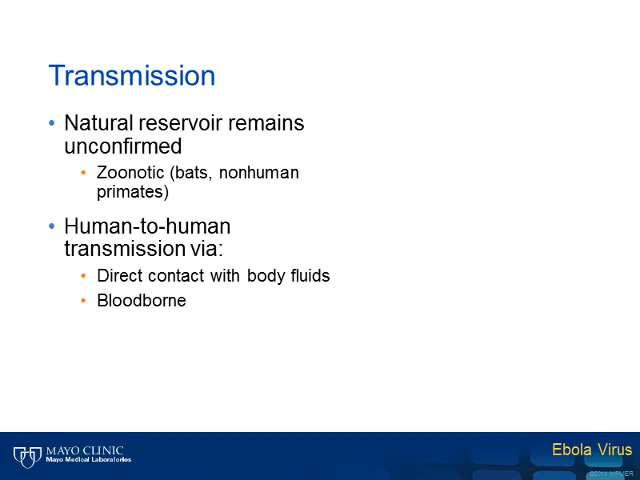 Transmission
• Natural reservoir remains
unconfirmed
• Zoonotic (bats, nonhuman
primates)
• Human-to-human
transmission via:
• Direct contact with body fluids
• Bloodborne
MAYO CLINIC
Mayo Medical Laboratories
Ebola Virus
MFMER